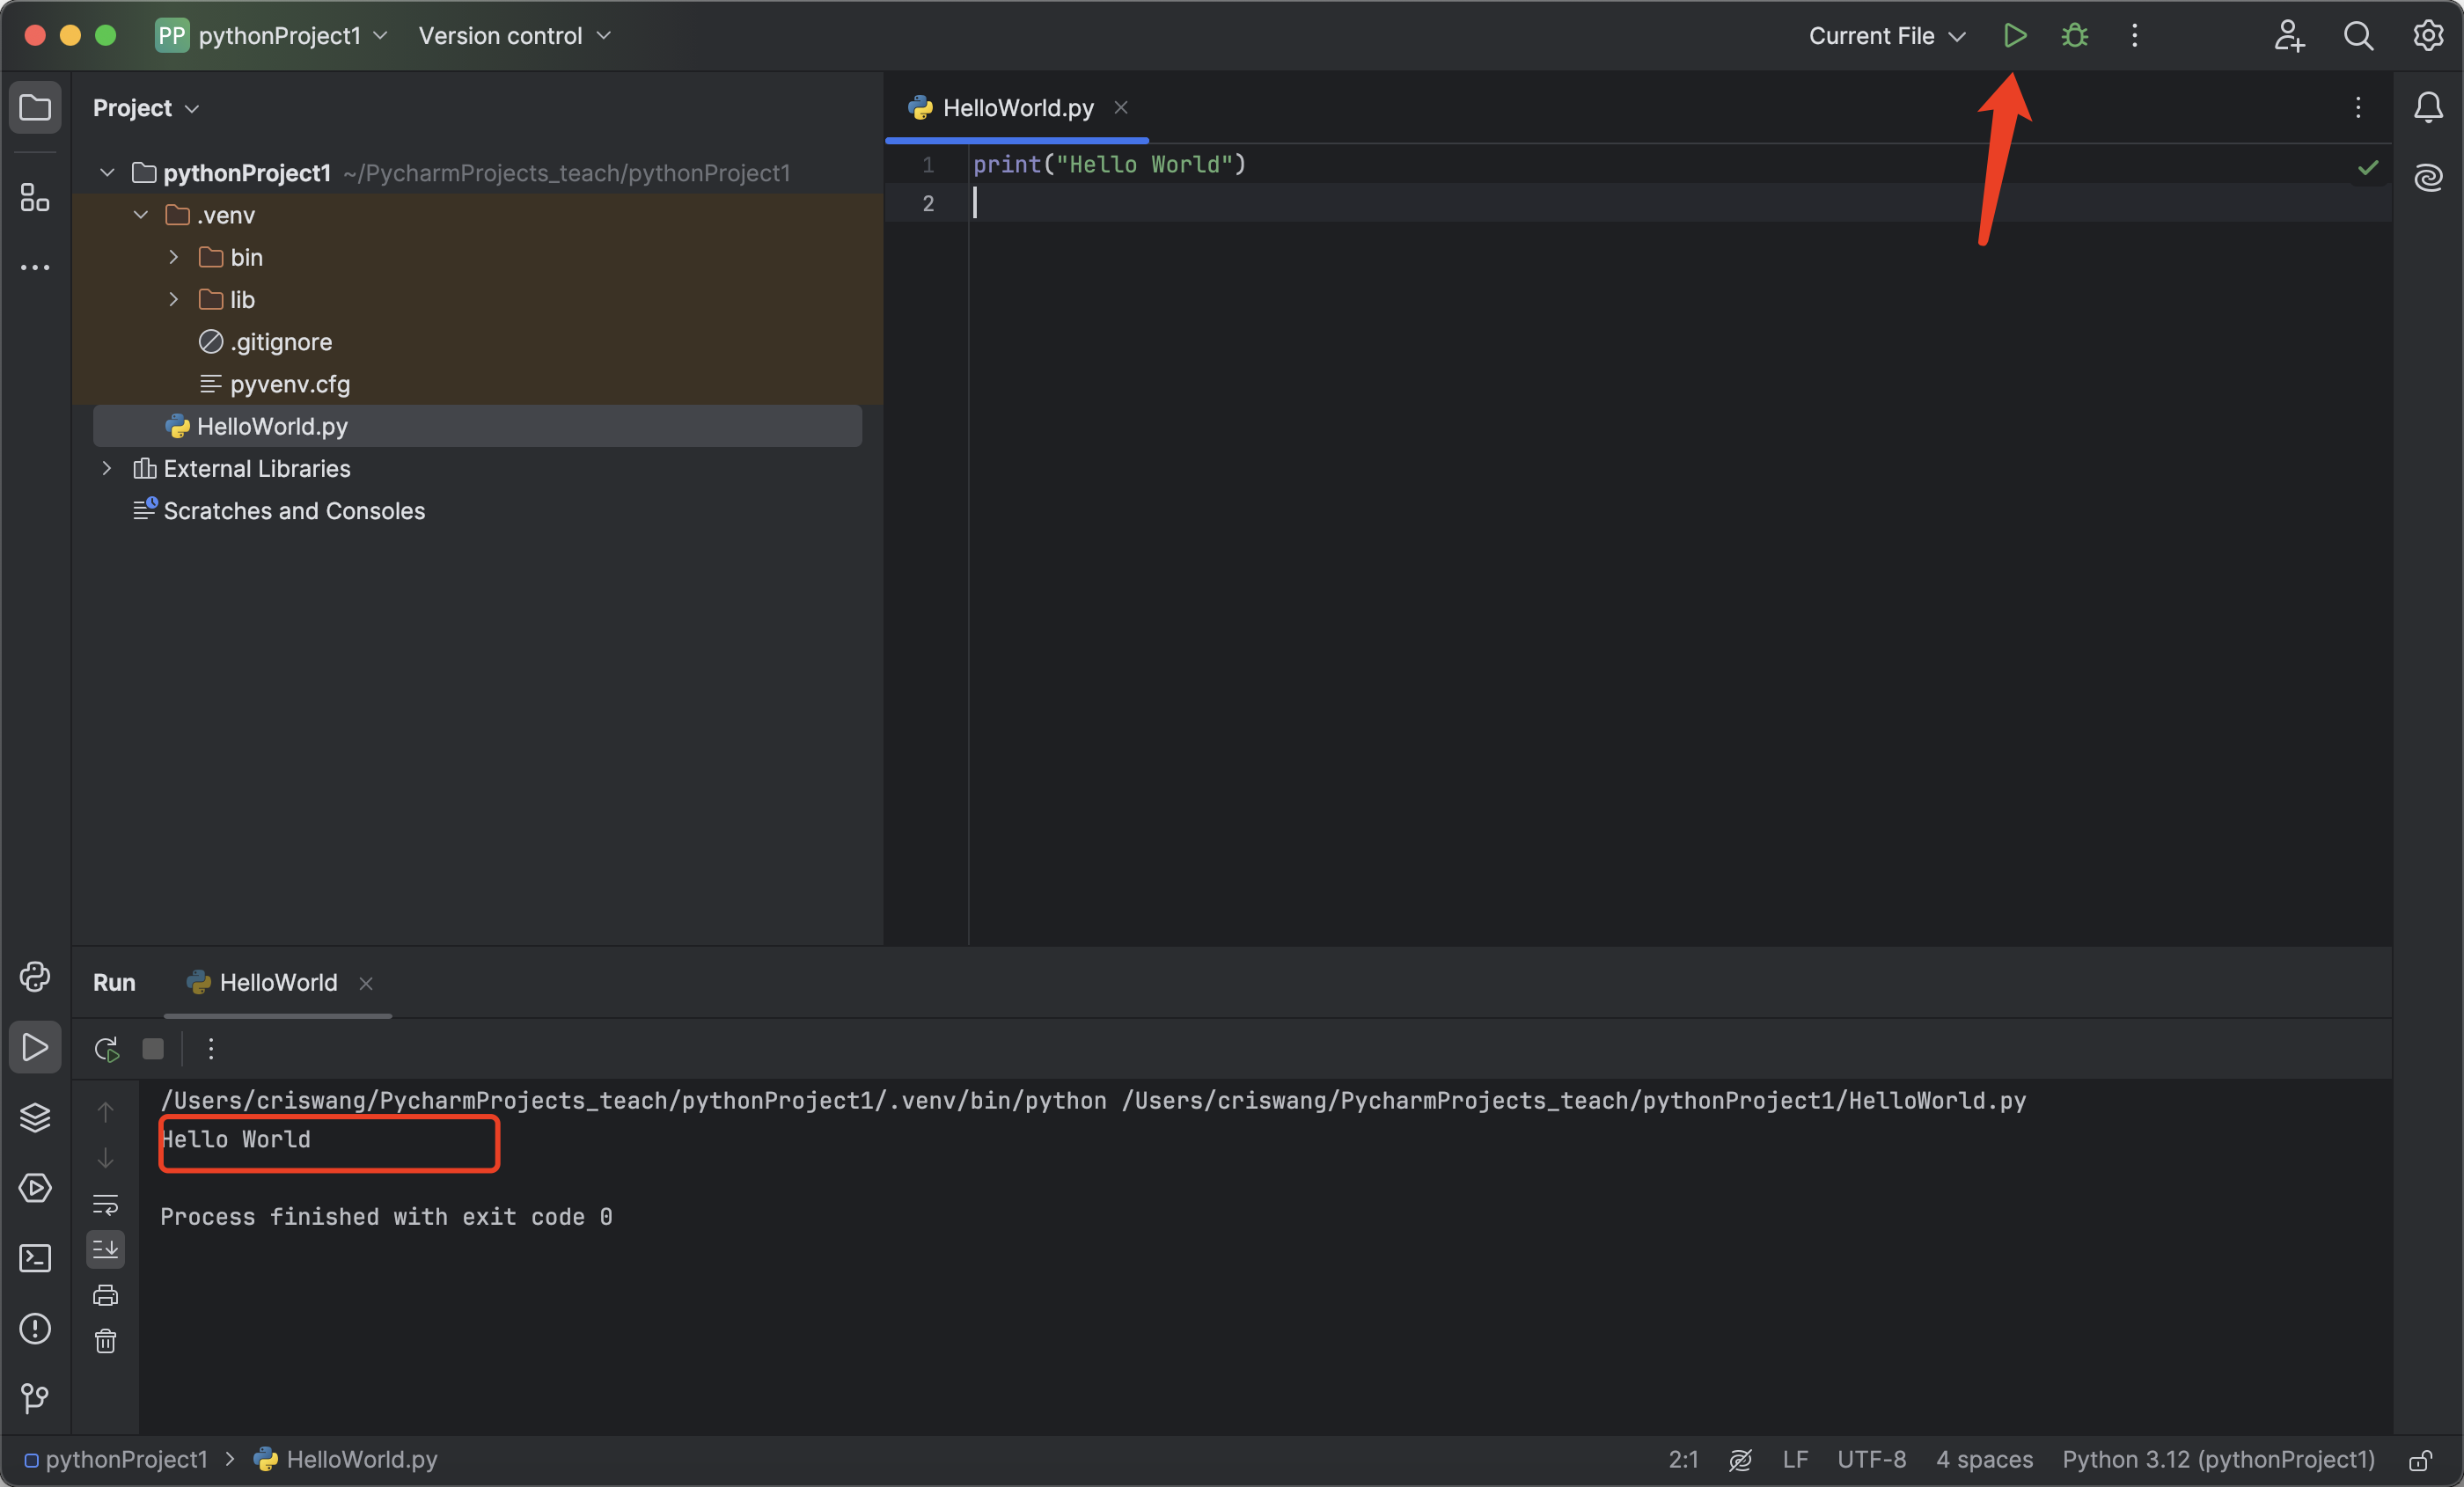 PP pythonProject1 Version control Current File
Project
HelloWorld.py
pythonProject1 ~/PycharmProjects_teach/pythonProject1
.venv
bin
lib
.gitignore
pyvenv.cfg
HelloWorld.py
External Libraries
Scratches and Consoles
1 print("Hello World")
2
Run HelloWorld
/Users/criswang/PycharmProjects_teach/pythonProject1/.venv/bin/python /Users/criswang/PycharmProjects_teach/pythonProject1/HelloWorld.py
Hello World
Process finished with exit code 0
pythonProject1 > HelloWorld.py 2:1 LF UTF-8 4 spaces Python 3.12 (pythonProject1)